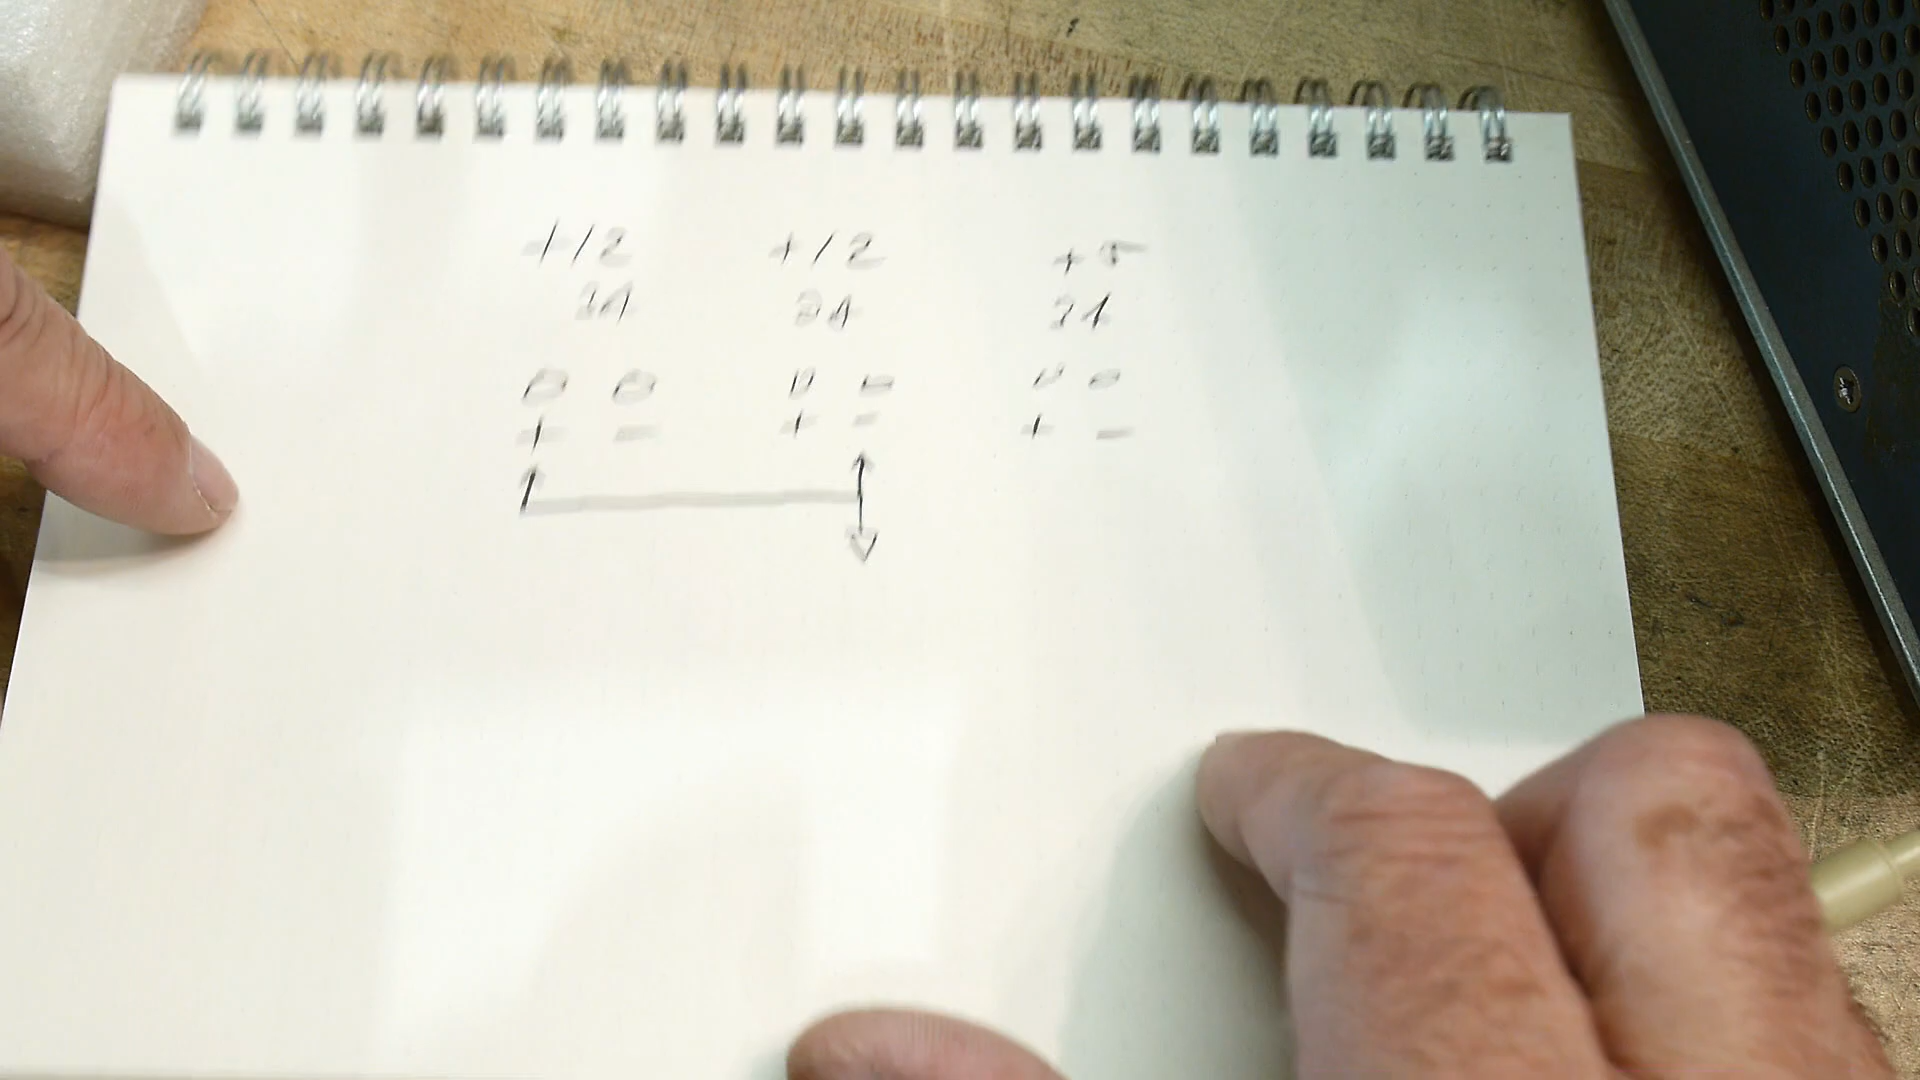 +12 +12 +5
2A 2A 2A
+ - + - + -